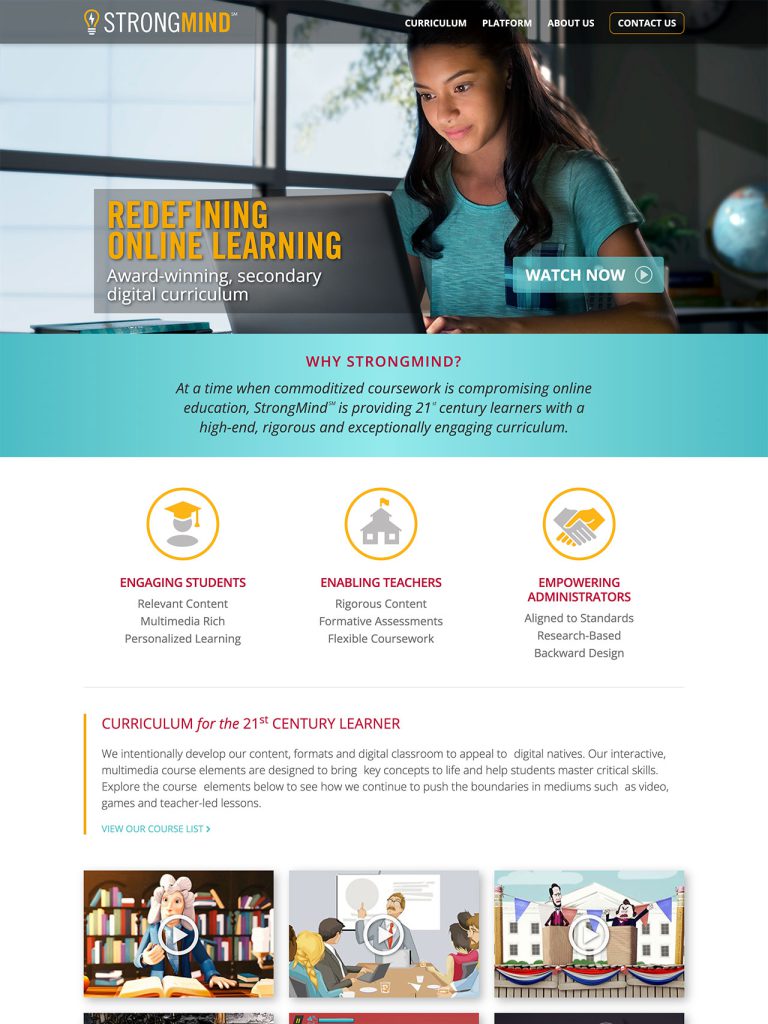 STRONGMIND℠
CURRICULUM
PLATFORM
ABOUT US
CONTACT US
REDEFINING
ONLINE LEARNING
Award-winning, secondary
digital curriculum
WATCH NOW
WHY STRONGMIND?
At a time when commoditized coursework is compromising online
education, StrongMind℠ is providing 21st century learners with a
high-end, rigorous and exceptionally engaging curriculum.
ENGAGING STUDENTS
Relevant Content
Multimedia Rich
Personalized Learning
ENABLING TEACHERS
Rigorous Content
Formative Assessments
Flexible Coursework
EMPOWERING
ADMINISTRATORS
Aligned to Standards
Research-Based
Backward Design
CURRICULUM for the 21st CENTURY LEARNER
We intentionally develop our content, formats and digital classroom to appeal to digital natives. Our interactive,
multimedia course elements are designed to bring key concepts to life and help students master critical skills.
Explore the course elements below to see how we continue to push the boundaries in mediums such as video,
games and teacher-led lessons.
VIEW OUR COURSE LIST >